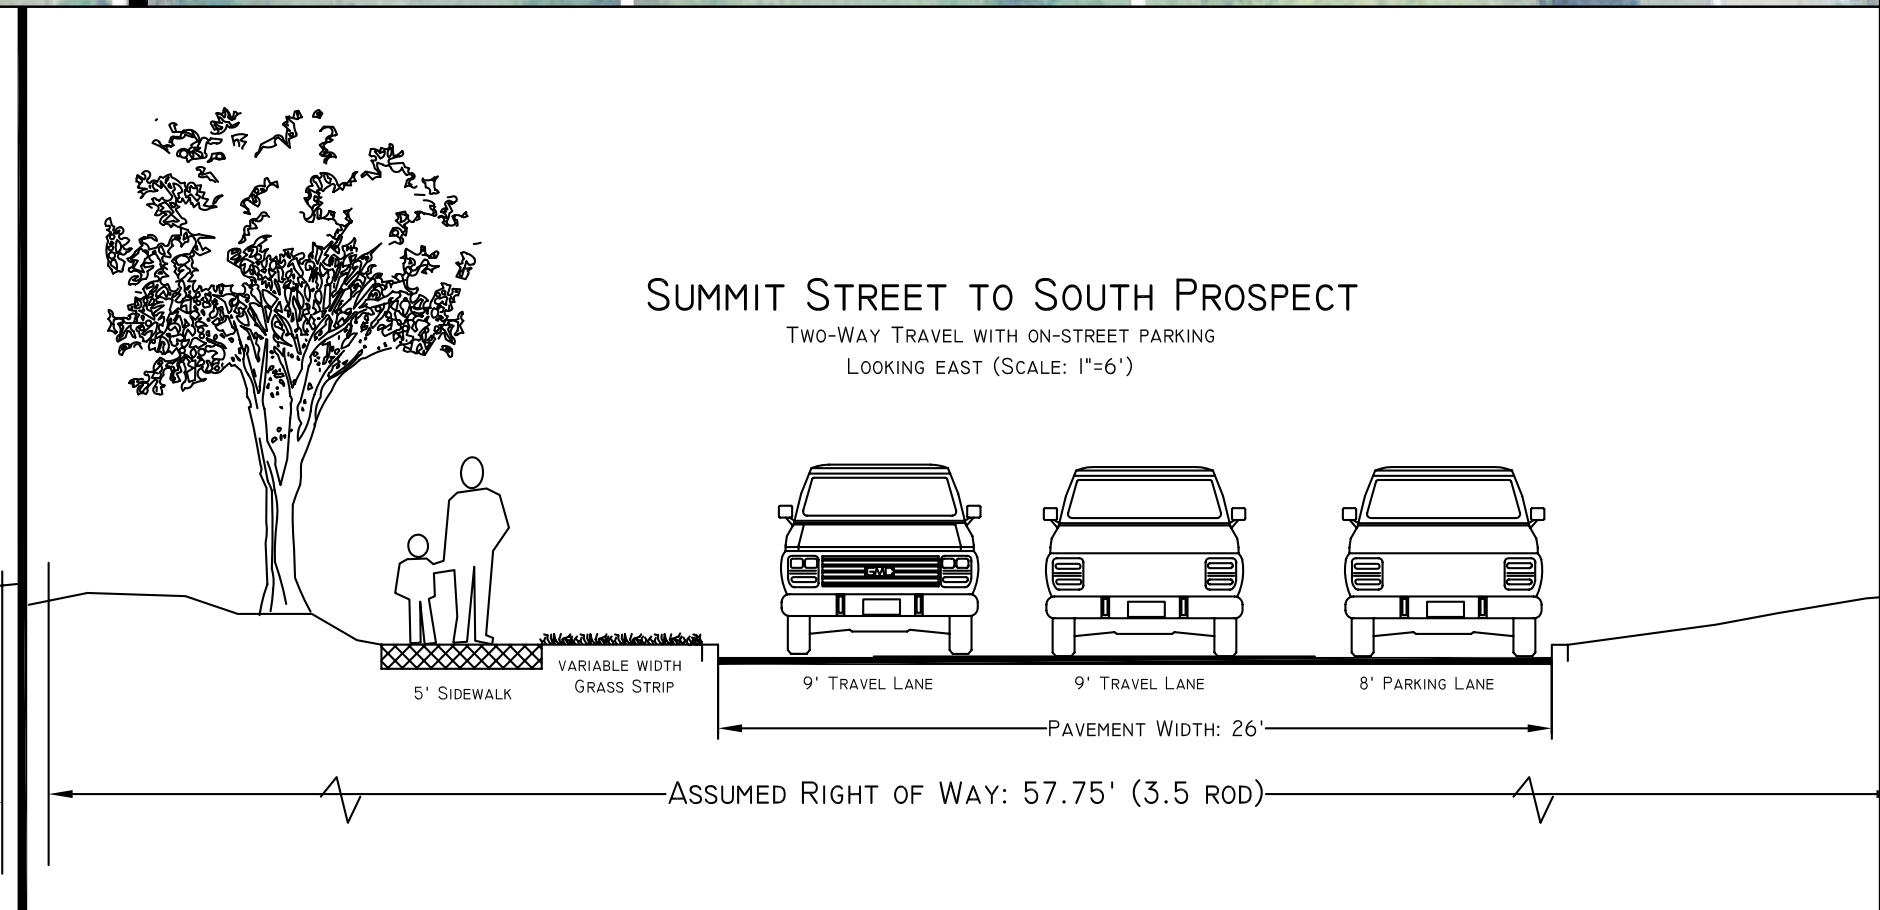 SUMMIT STREET TO SOUTH PROSPECT
TWO-WAY TRAVEL WITH ON-STREET PARKING
LOOKING EAST (SCALE: 1"=6')
GMC
VARIABLE WIDTH
GRASS STRIP
5' SIDEWALK
9' TRAVEL LANE
9' TRAVEL LANE
8' PARKING LANE
PAVEMENT WIDTH: 26'
ASSUMED RIGHT OF WAY: 57.75' (3.5 ROD)